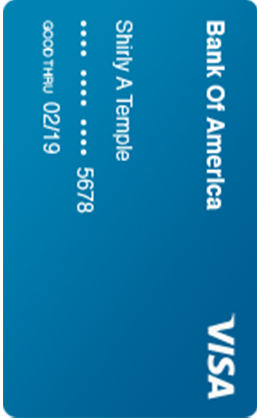 Bank Of America
Shirly A Temple
•••• •••• •••• 5678
GOOD THRU 02/19
VISA